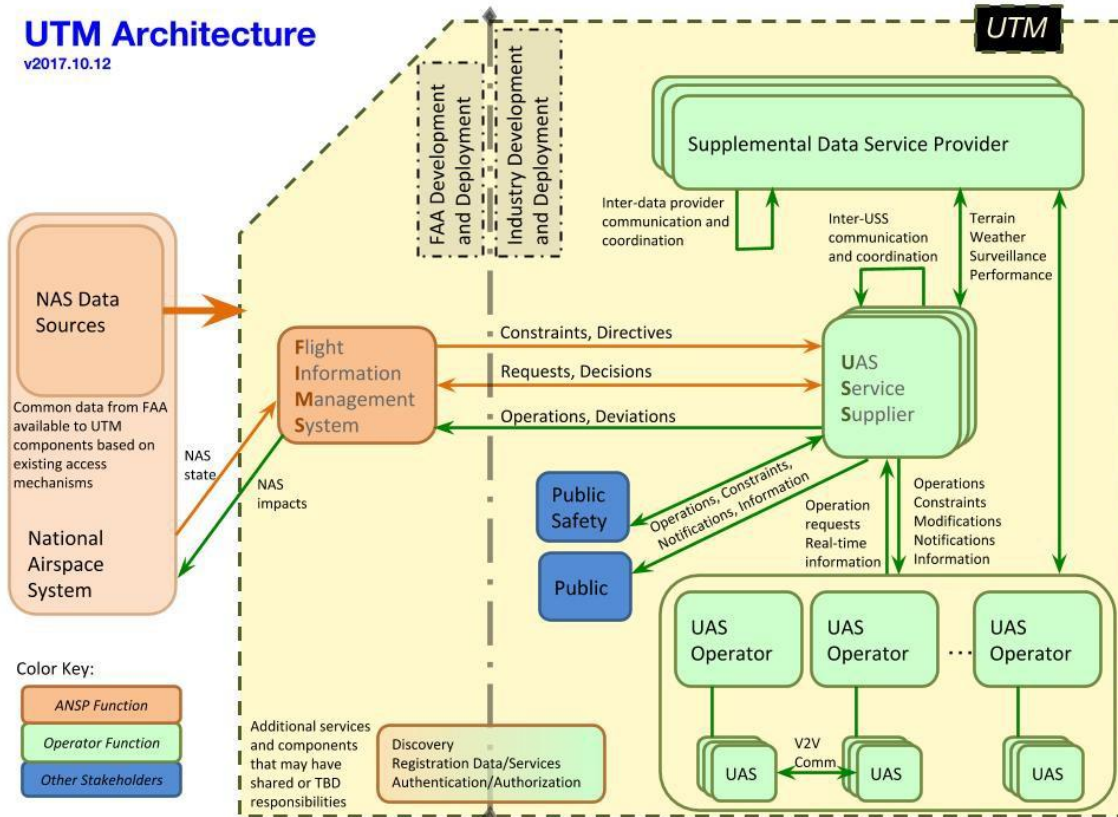 UTM Architecture
v2017.10.12
UTM
FAA Development
and Deployment
Industry Development
and Deployment
Supplemental Data Service Provider
Inter-data provider
communication and
coordination
Inter-USS
communication
and coordination
Terrain
Weather
Surveillance
Performance
NAS Data
Sources
Common data from FAA
available to UTM
components based on
existing access
mechanisms
National
Airspace
System
NAS
state
NAS
impacts
Flight
Information
Management
System
Constraints, Directives
Requests, Decisions
Operations, Deviations
UAS
Service
Supplier
Public
Safety
Public
Operations, Constraints,
Notifications, Information
Operation
requests
Real-time
information
Operations
Constraints
Modifications
Notifications
Information
UAS
Operator
UAS
Operator
...
UAS
Operator
UAS
V2V
Comm.
UAS
UAS
Color Key:
ANSP Function
Operator Function
Other Stakeholders
Additional services
and components
that may have
shared or TBD
responsibilities
Discovery
Registration Data/Services
Authentication/Authorization